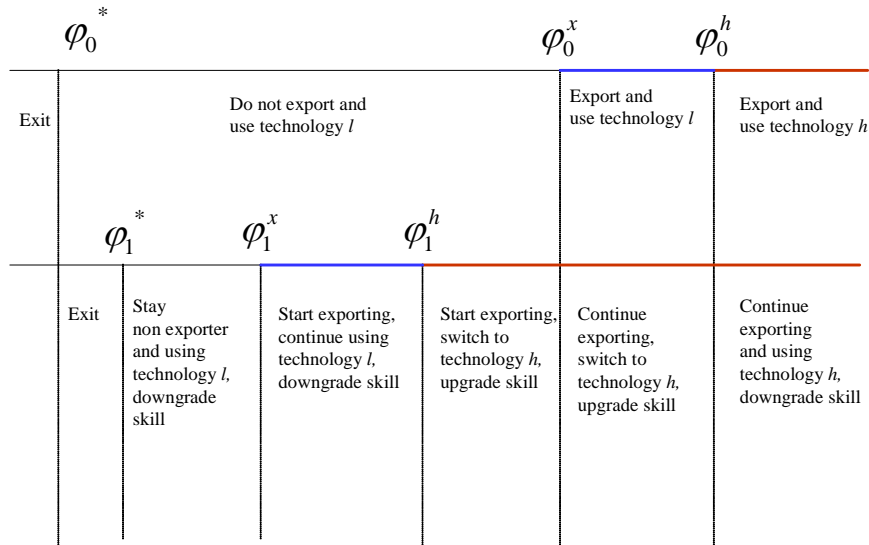 φ₀* φ₀ˣ φ₀ʰ
Exit
Do not export and
use technology l
Export and
use technology l
Export and
use technology h
φ₁* φ₁ˣ φ₁ʰ
Exit
Stay
non exporter
and using
technology l,
downgrade
skill
Start exporting,
continue using
technology l,
downgrade skill
Start exporting,
switch to
technology h,
upgrade skill
Continue
exporting,
switch to
technology h,
upgrade skill
Continue
exporting
and using
technology h,
downgrade skill